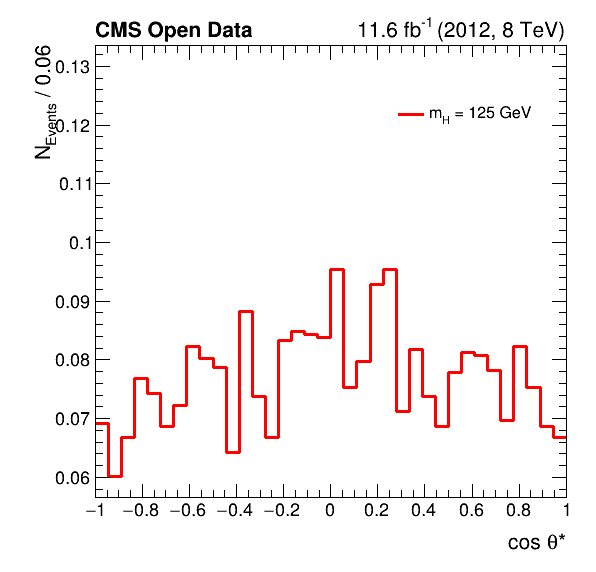 CMS Open Data
11.6 fb⁻¹ (2012, 8 TeV)
N_Events / 0.06
m_H = 125 GeV
0.13
0.12
0.11
0.1
0.09
0.08
0.07
0.06
−1 −0.8 −0.6 −0.4 −0.2 0 0.2 0.4 0.6 0.8 1
cos θ*